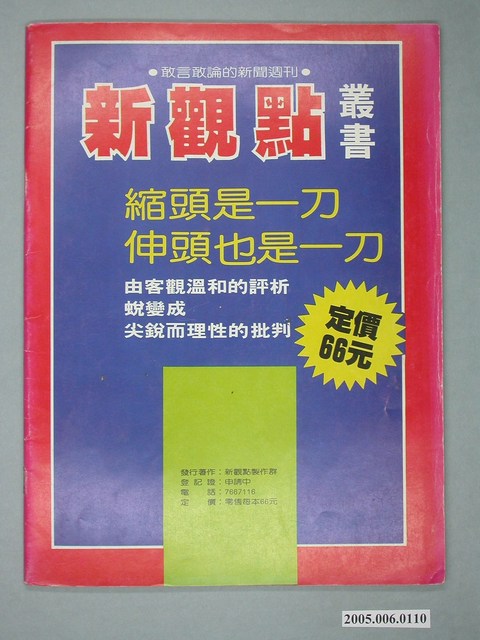 •敢言敢論的新聞週刊•
新觀點
叢書
縮頭是一刀
伸頭也是一刀
由客觀溫和的評析
蛻變成
尖銳而理性的批判
定價
66元
發行著作：新觀點製作群
登記證：申請中
電話：7667116
定價：零售每本66元
2005.006.0110